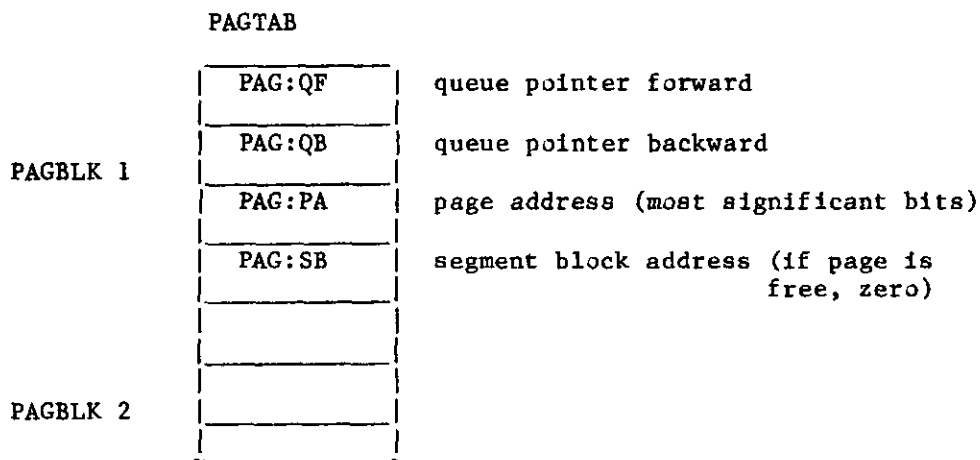 PAGTAB
PAG:QF queue pointer forward
PAG:QB queue pointer backward
PAGBLK 1
PAG:PA page address (most significant bits)
PAG:SB segment block address (if page is
free, zero)
PAGBLK 2